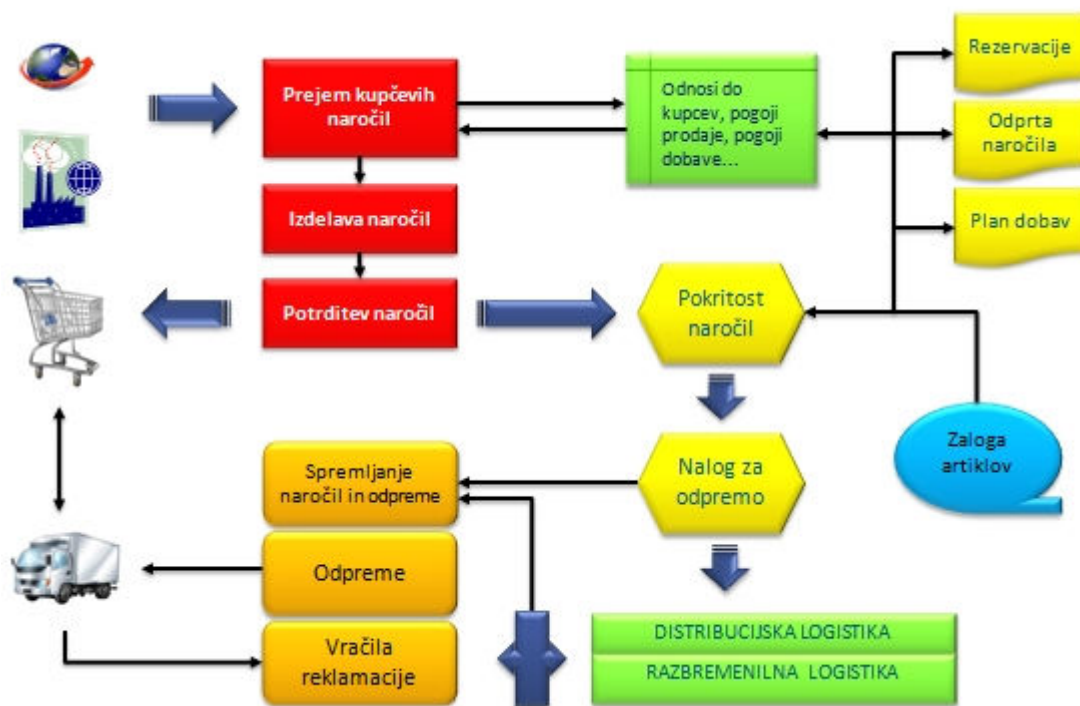 Prejem kupčevih
naročil
Odnosi do
kupcev, pogoji
prodaje, pogoji
dobave...
Rezervacije
Odprta
naročila
Plan dobav
Izdelava naročil
Potrditev naročil
Pokritost
naročil
Zaloga
artiklov
Spremljanje
naročil in odpreme
Nalog za
odpremo
Odpreme
Vračila
reklamacije
DISTRIBUCIJSKA LOGISTIKA
RAZBREMENILNA LOGISTIKA